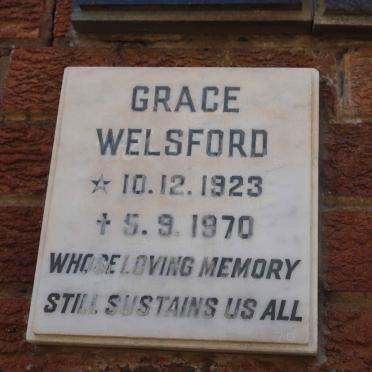 GRACE
WELSFORD
☆ 10.12.1923
✝ 5.9.1970
WHOSE LOVING MEMORY
STILL SUSTAINS US ALL